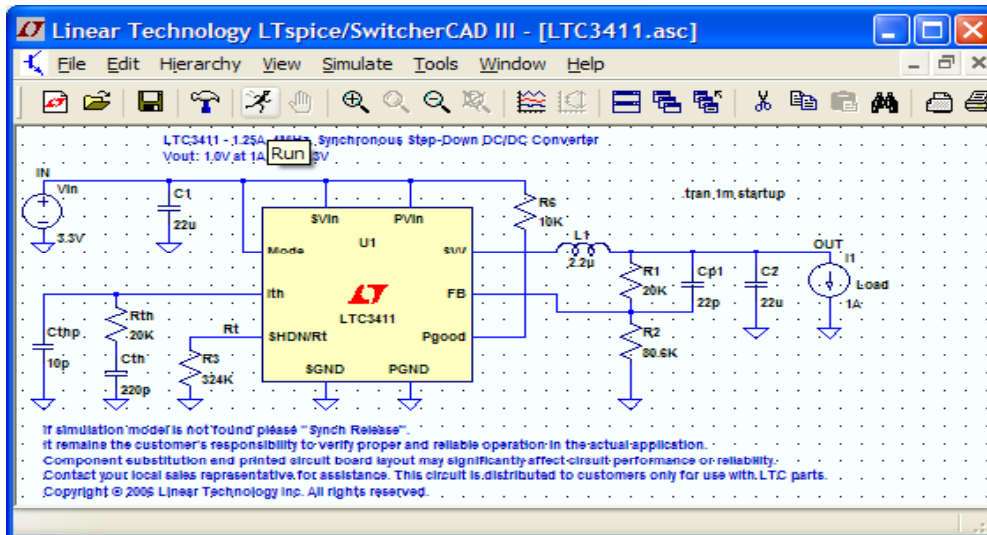 Linear Technology LTspice/SwitcherCAD III - [LTC3411.asc]
File Edit Hierarchy View Simulate Tools Window Help
LTC3411 - 1.25A, 4MHz, Synchronous Step-Down DC/DC Converter
Vout: 1.0V at 1A
Run
3V
IN
Vin
3.3V
C1
22u
SVin
PVin
U1
Mode
SW
Ith
FB
LTC3411
SHDN/Rt
Pgood
SGND
PGND
R6
10K
.tran 1m startup
L1
2.2µ
OUT
I1
Load
1A
R1
20K
Cp1
22p
C2
22u
R2
80.6K
Rt
R3
324K
Rth
20K
Cthp
10p
Cth
220p
If simulation model is not found please "Synch Release".
It remains the customer's responsibility to verify proper and reliable operation in the actual application.
Component substitution and printed circuit board layout may significantly affect circuit performance or reliability.
Contact your local sales representative for assistance. This circuit is distributed to customers only for use with LTC parts.
Copyright © 2006 Linear Technology Inc. All rights reserved.